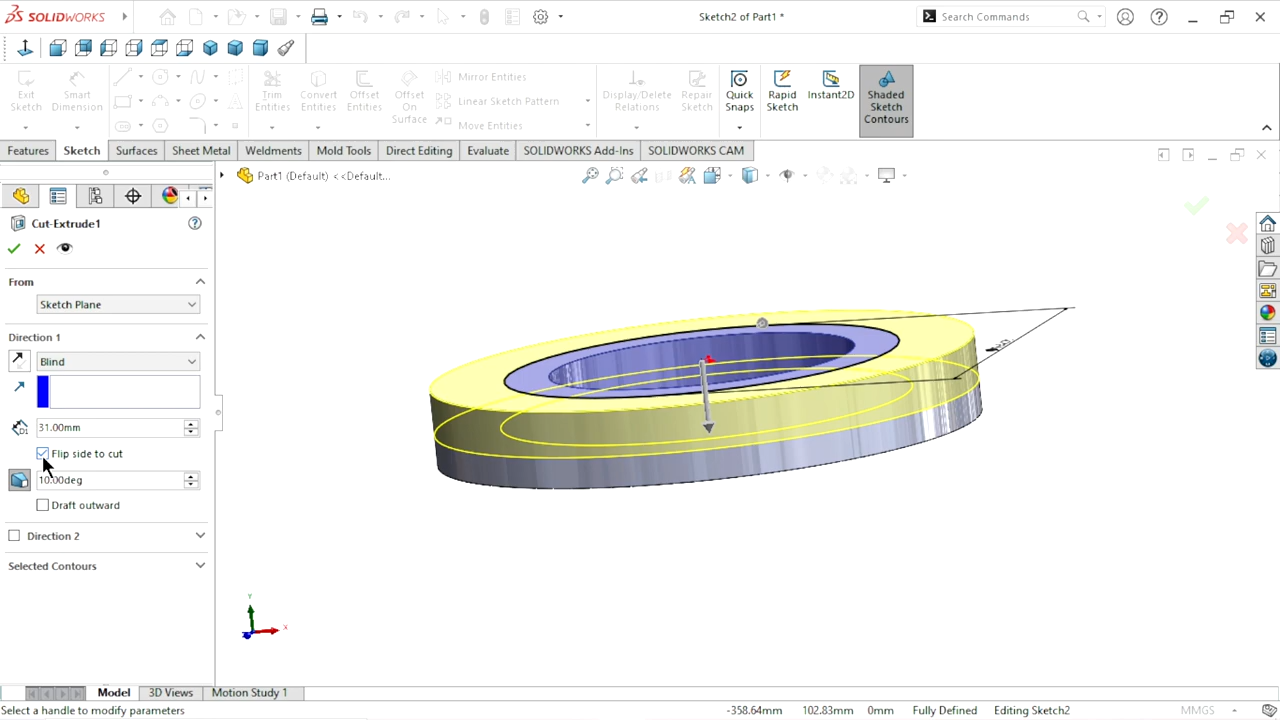 SOLIDWORKS
Sketch2 of Part1 *
Search Commands
Exit Sketch
Smart Dimension
Trim Entities
Convert Entities
Offset Entities
Offset On Surface
Mirror Entities
Linear Sketch Pattern
Move Entities
Display/Delete Relations
Repair Sketch
Quick Snaps
Rapid Sketch
Instant2D
Shaded Sketch Contours
Features
Sketch
Surfaces
Sheet Metal
Weldments
Mold Tools
Direct Editing
Evaluate
SOLIDWORKS Add-Ins
SOLIDWORKS CAM
Part1 (Default) <<Default...
Cut-Extrude1
From
Sketch Plane
Direction 1
Blind
31.00mm
Flip side to cut
10.00deg
Draft outward
Direction 2
Selected Contours
Y
X
Model
3D Views
Motion Study 1
Select a handle to modify parameters
-358.64mm
102.83mm
0mm
Fully Defined
Editing Sketch2
MMGS